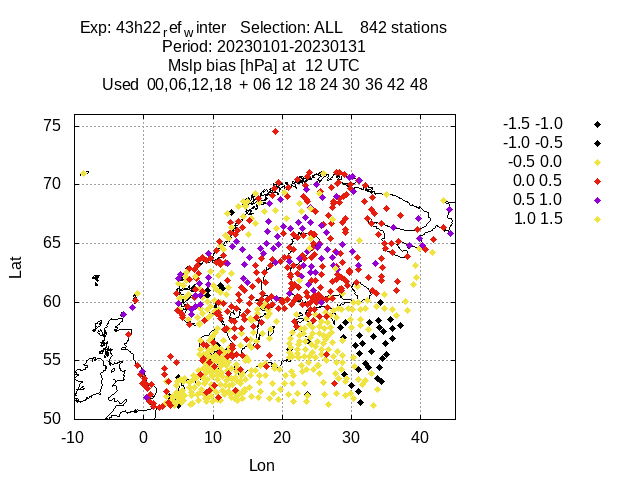 Exp: 43h22refwinter Selection: ALL 842 stations
Period: 20230101-20230131
Mslp bias [hPa] at 12 UTC
Used 00,06,12,18 + 06 12 18 24 30 36 42 48
-1.5 -1.0
-1.0 -0.5
-0.5 0.0
0.0 0.5
0.5 1.0
1.0 1.5
75
70
65
60
55
50
Lat
-10 0 10 20 30 40
Lon